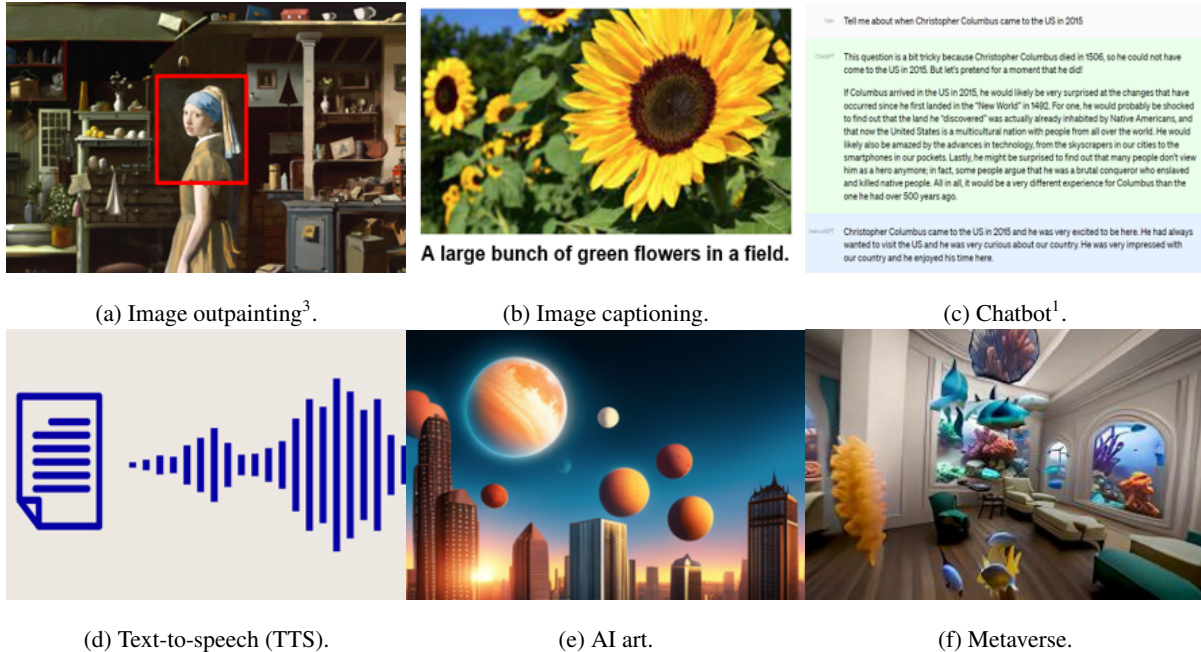 Tell me about when Christopher Columbus came to the US in 2015
This question is a bit tricky because Christopher Columbus died in 1506, so he could not have
come to the US in 2015. But let's pretend for a moment that he did!
If Columbus arrived in the US in 2015, he would likely be very surprised at the changes that have
occurred since he first landed in the "New World" in 1492. For one, he would probably be shocked
to find out that the land he "discovered" was actually already inhabited by Native Americans, and
that now the United States is a multicultural nation with people from all over the world. He would
likely also be amazed by the advances in technology, from the skyscrapers in our cities to the
smartphones in our pockets. Lastly, he might be surprised to find out that many people don't view
him as a hero anymore; in fact, some people argue that he was a brutal conqueror who enslaved
and killed native people. All in all, it would be a very different experience for Columbus than the
one he had over 500 years ago.
Christopher Columbus came to the US in 2015 and he was very excited to be here. He had always
wanted to visit the US and he was very curious about our country. He was very impressed with
our country and he enjoyed his time here.
A large bunch of green flowers in a field.
(a) Image outpainting³.
(b) Image captioning.
(c) Chatbot¹.
(d) Text-to-speech (TTS).
(e) AI art.
(f) Metaverse.